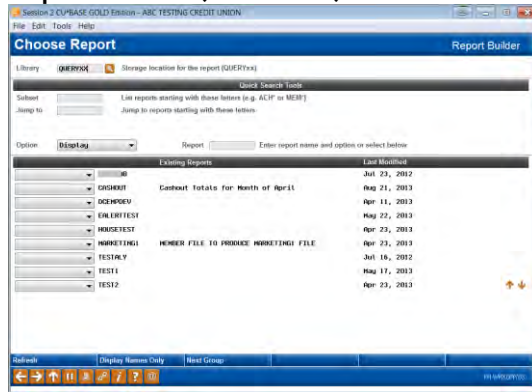 Session 2 CU*BASE GOLD Edition - ABC TESTING CREDIT UNION
File Edit Tools Help
Choose Report
Report Builder
Library QUERYXX Storage location for the report (QUERYxx)
Quick Search Tools
Subset List reports starting with these letters (e.g. ACH* or MEM*)
Jump to Jump to reports starting with these letters
Option Display Report Enter report name and option or select below
Existing Reports Last Modified
Jul 23, 2012
CASHOUT Cashout Totals for Month of April Aug 21, 2013
DCEMPDEV Apr 11, 2013
EALERTTEST May 22, 2013
HOUSETEST Apr 23, 2013
MARKETING1 MEMBER FILE TO PRODUCE MARKETING1 FILE Apr 23, 2013
TESTALY Jul 16, 2012
TEST1 May 17, 2013
TEST2 Apr 23, 2013
Refresh Display Names Only Next Group